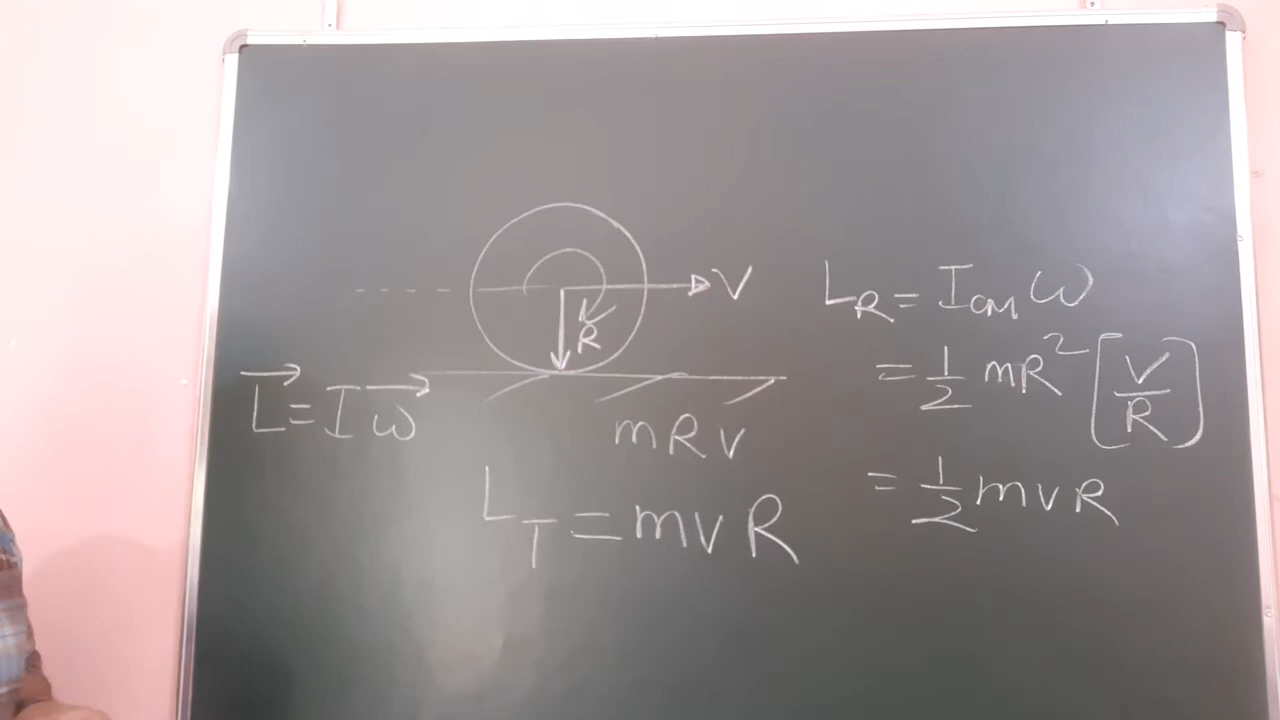 V
R
L⃗ = I ω⃗
mRv
L_T = mvR
L_R = I_CM ω
= 1/2 mR² [V/R]
= 1/2 mvR